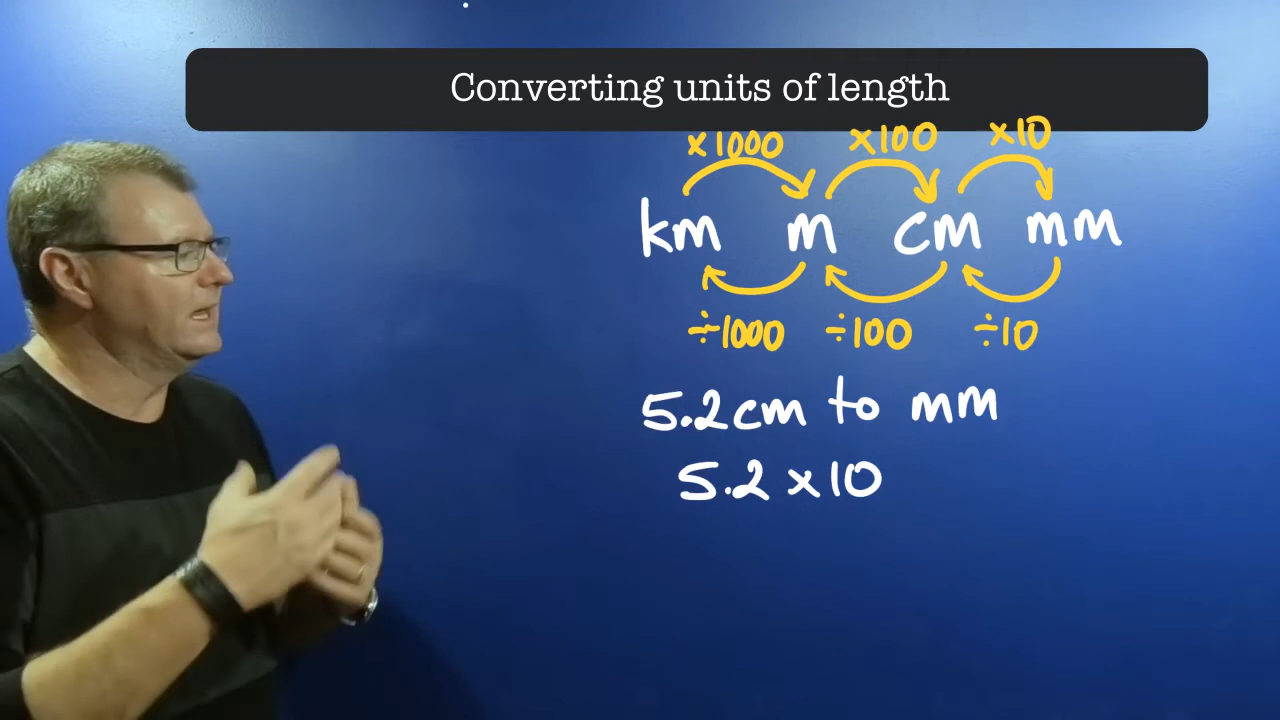 Converting units of length
×1000 ×100 ×10
km m cm mm
÷1000 ÷100 ÷10
5.2cm to mm
5.2 ×10